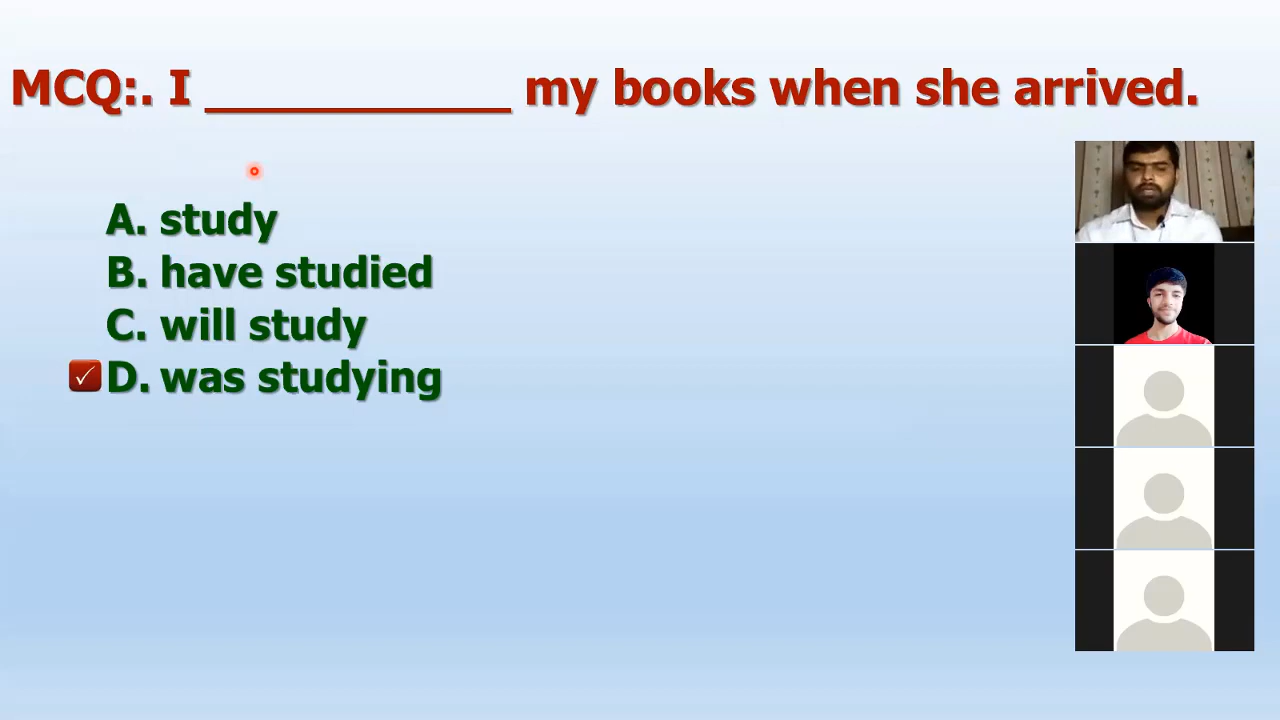 MCQ:. I ____________ my books when she arrived.
A. study
B. have studied
C. will study
D. was studying